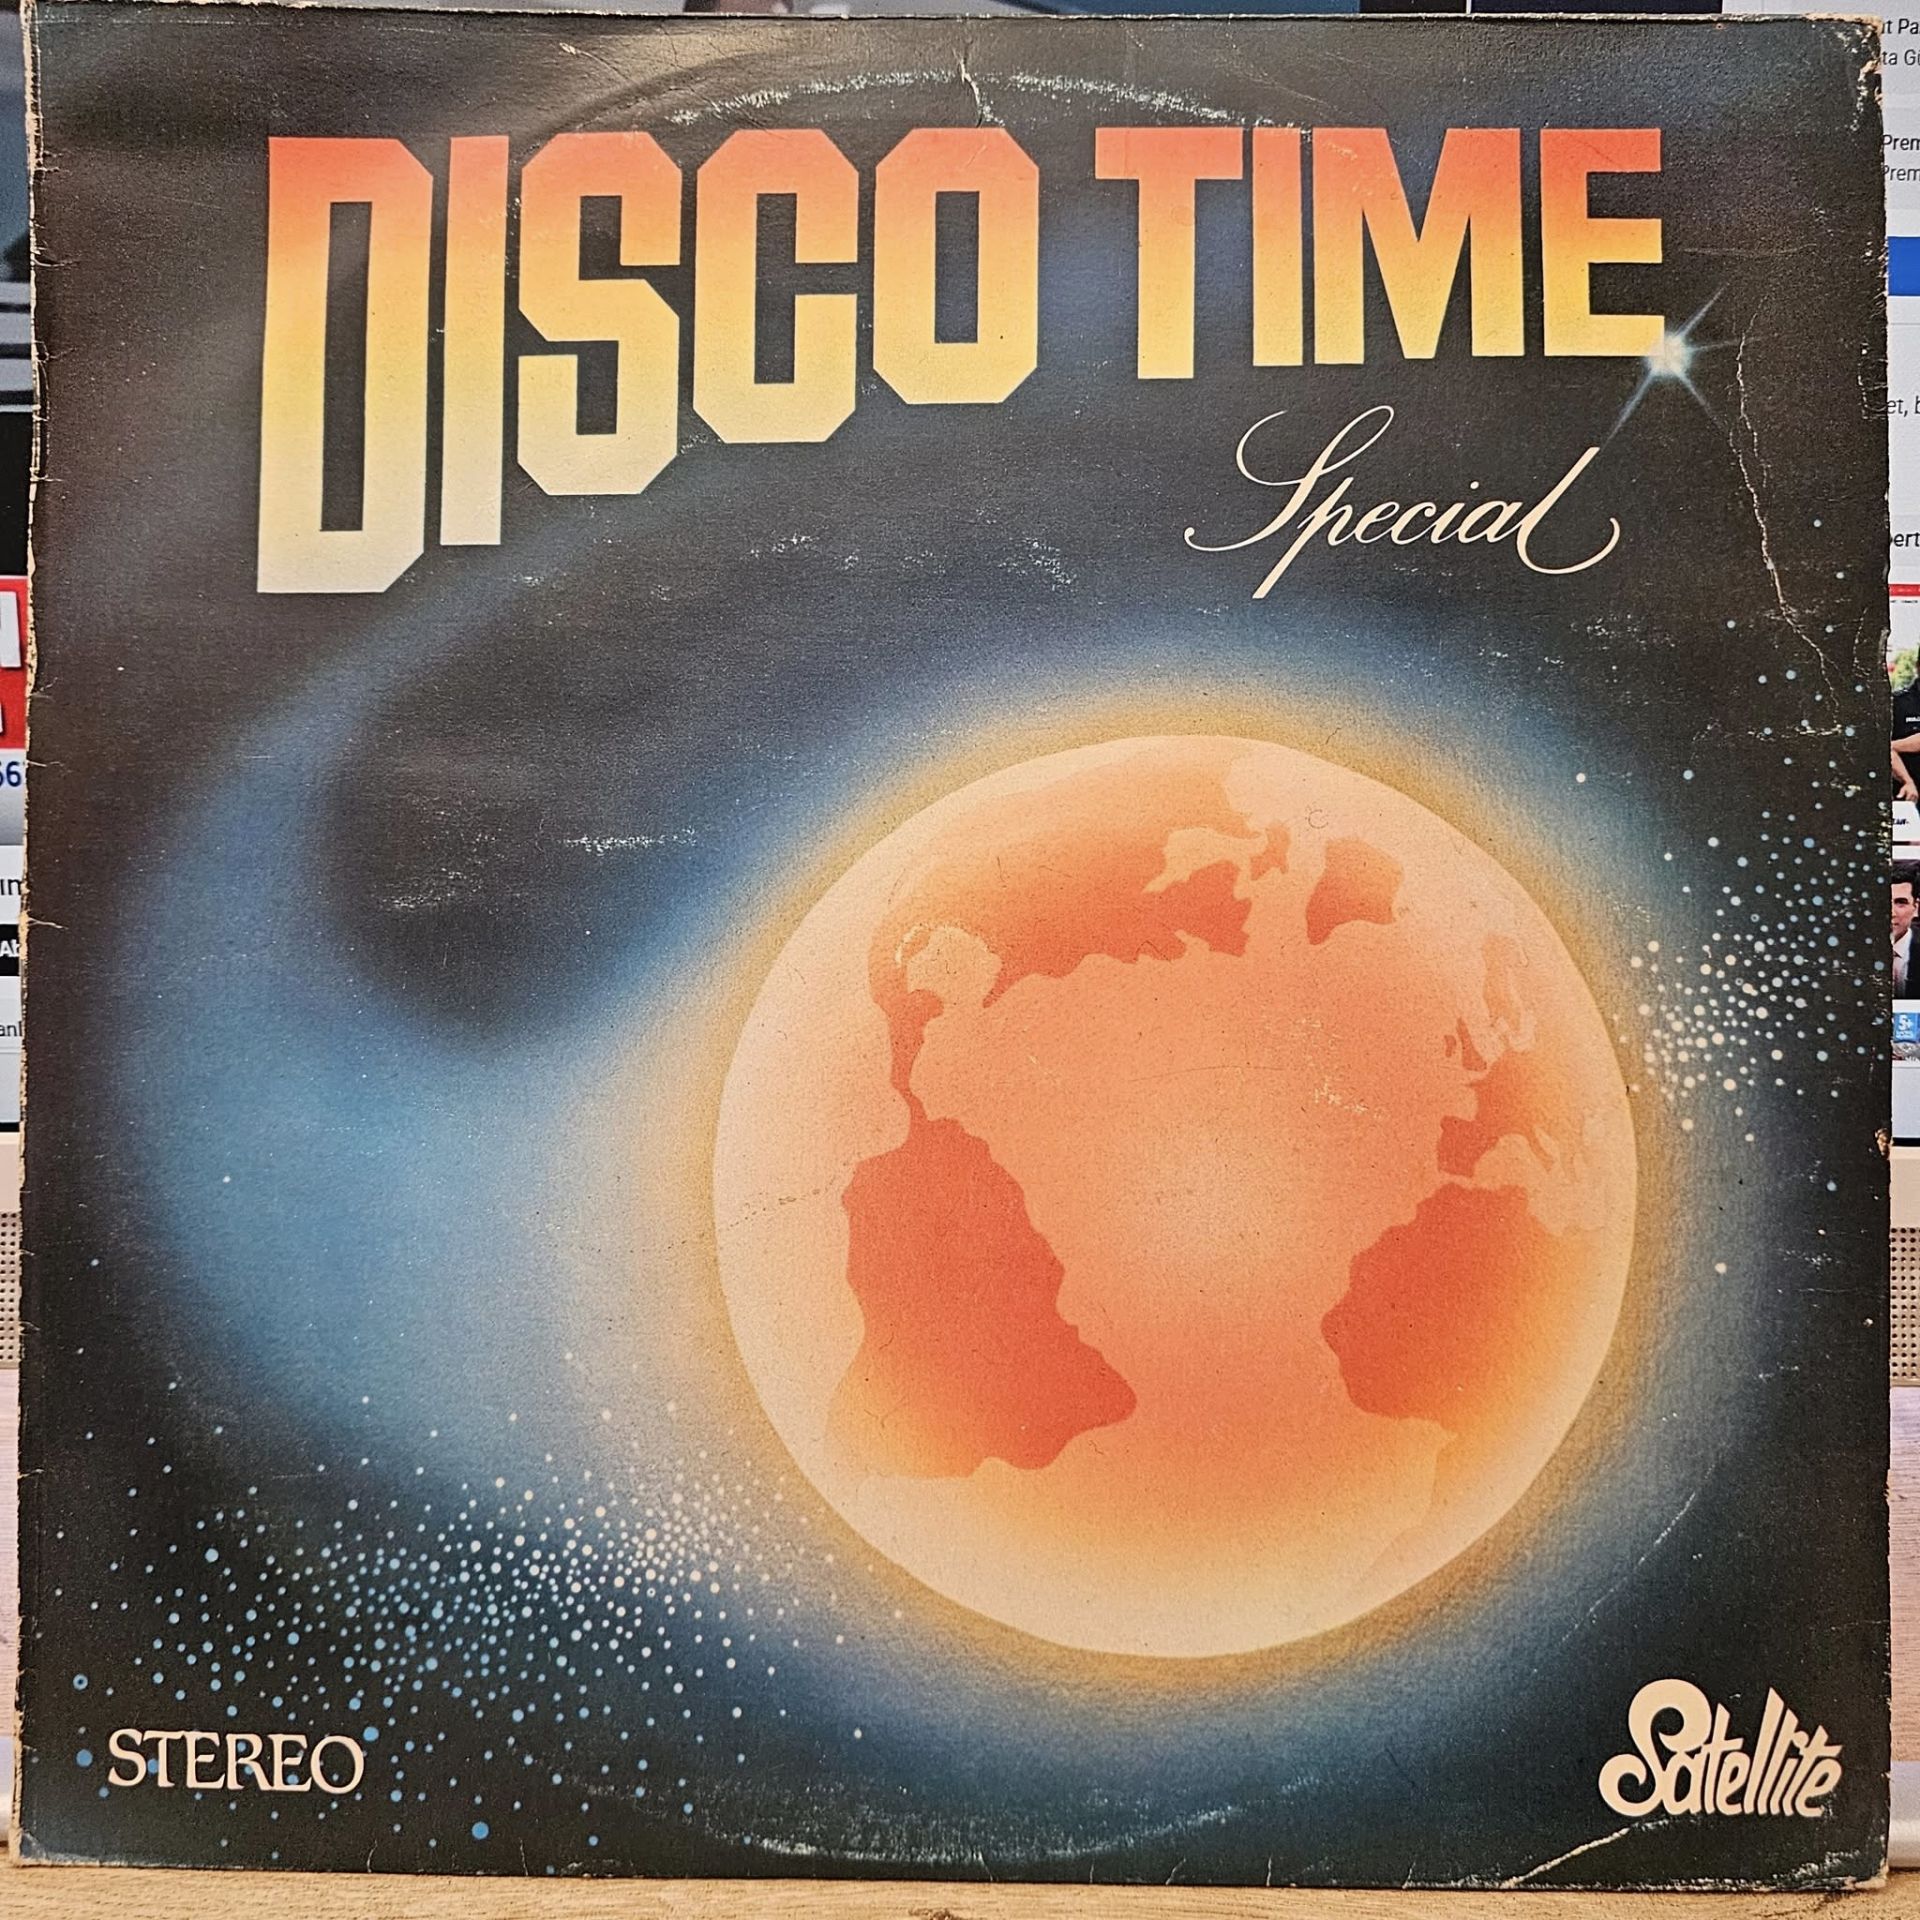 DISCO TIME
Special
STEREO
Satellite